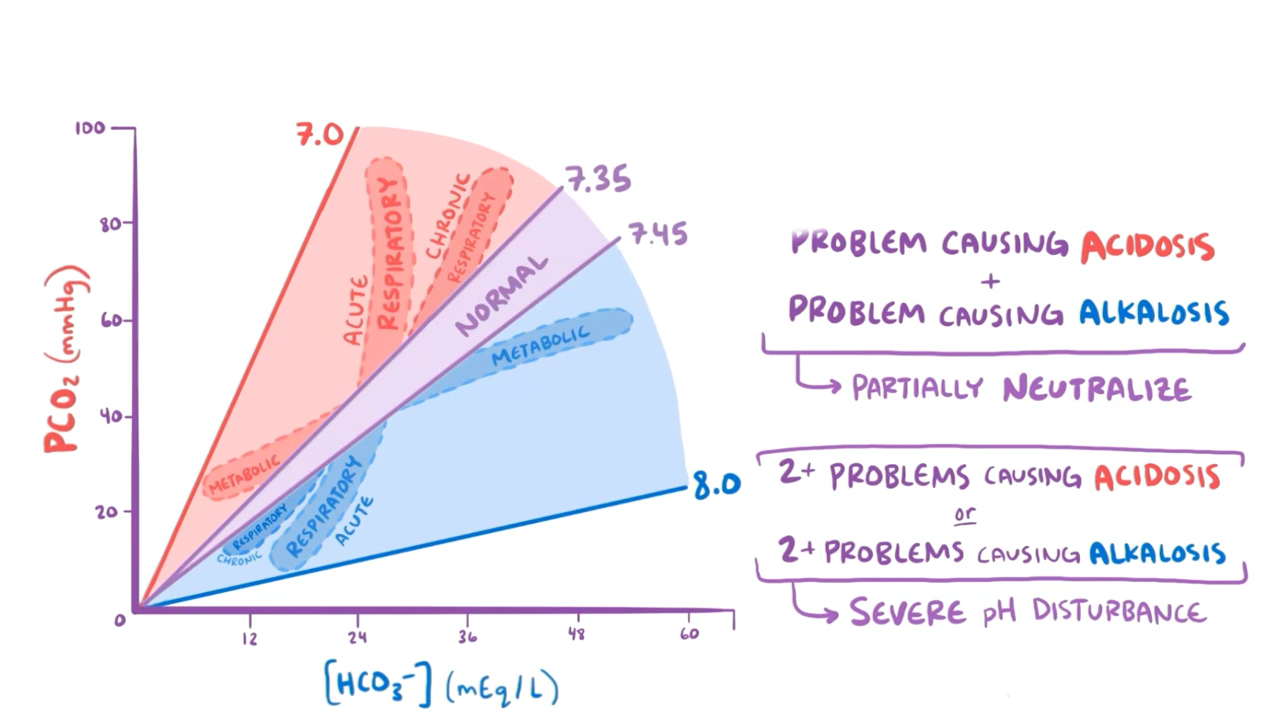 100
80
60
40
20
0
12
24
36
48
60
PCO₂ (mmHg)
[HCO₃⁻] (mEq/L)
7.0
7.35
7.45
8.0
ACUTE
RESPIRATORY
CHRONIC
RESPIRATORY
NORMAL
METABOLIC
METABOLIC
RESPIRATORY
CHRONIC
RESPIRATORY
ACUTE
PROBLEM CAUSING ACIDOSIS
+
PROBLEM CAUSING ALKALOSIS
PARTIALLY NEUTRALIZE
2+ PROBLEMS CAUSING ACIDOSIS
or
2+ PROBLEMS CAUSING ALKALOSIS
SEVERE pH DISTURBANCE